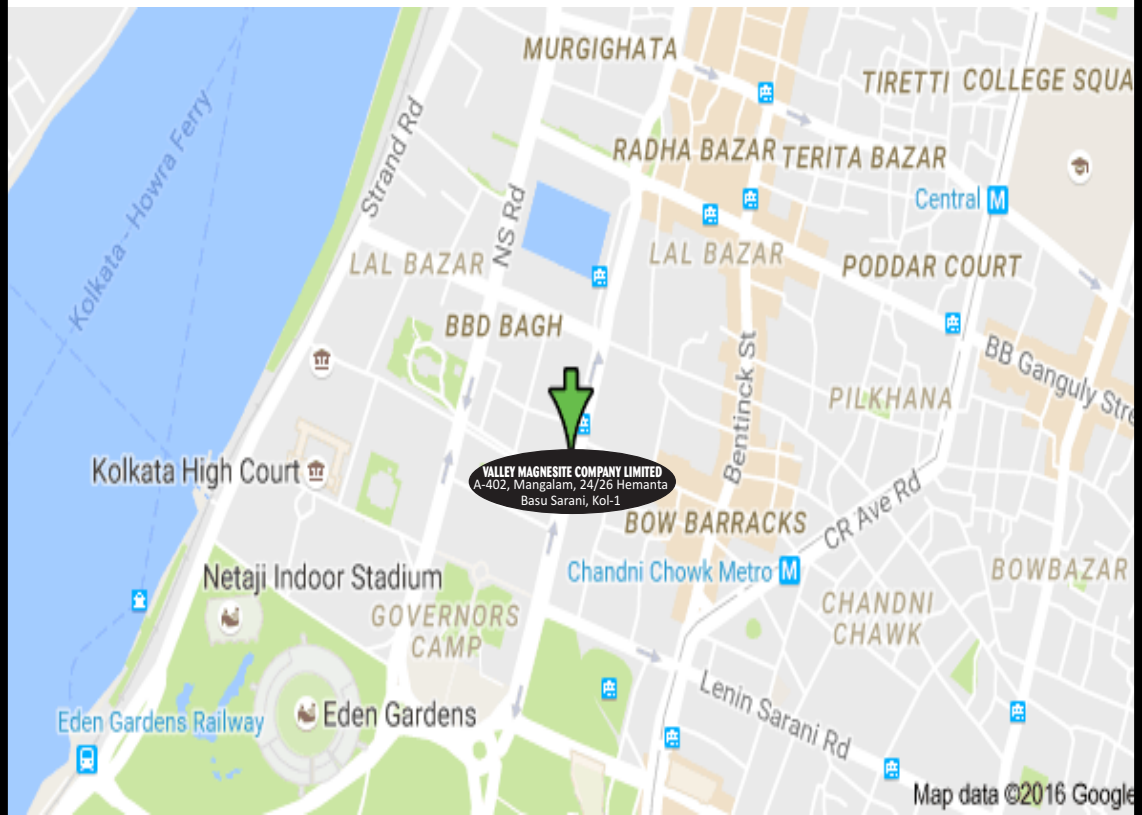 MURGIGHATA
TIRETTI
COLLEGE SQUA
Kolkata - Howra Ferry
Strand Rd
RADHA BAZAR
TERITA BAZAR
Central M
NS Rd
LAL BAZAR
LAL BAZAR
PODDAR COURT
BBD BAGH
Bentinck St
BB Ganguly Stre
PILKHANA
Kolkata High Court
VALLEY MAGNESITE COMPANY LIMITED
A-402, Mangalam, 24/26 Hemanta
Basu Sarani, Kol-1
BOW BARRACKS
CR Ave Rd
Chandni Chowk Metro M
BOWBAZAR
Netaji Indoor Stadium
GOVERNORS
CAMP
CHANDNI
CHAWK
Lenin Sarani Rd
Eden Gardens Railway
Eden Gardens
Map data ©2016 Google